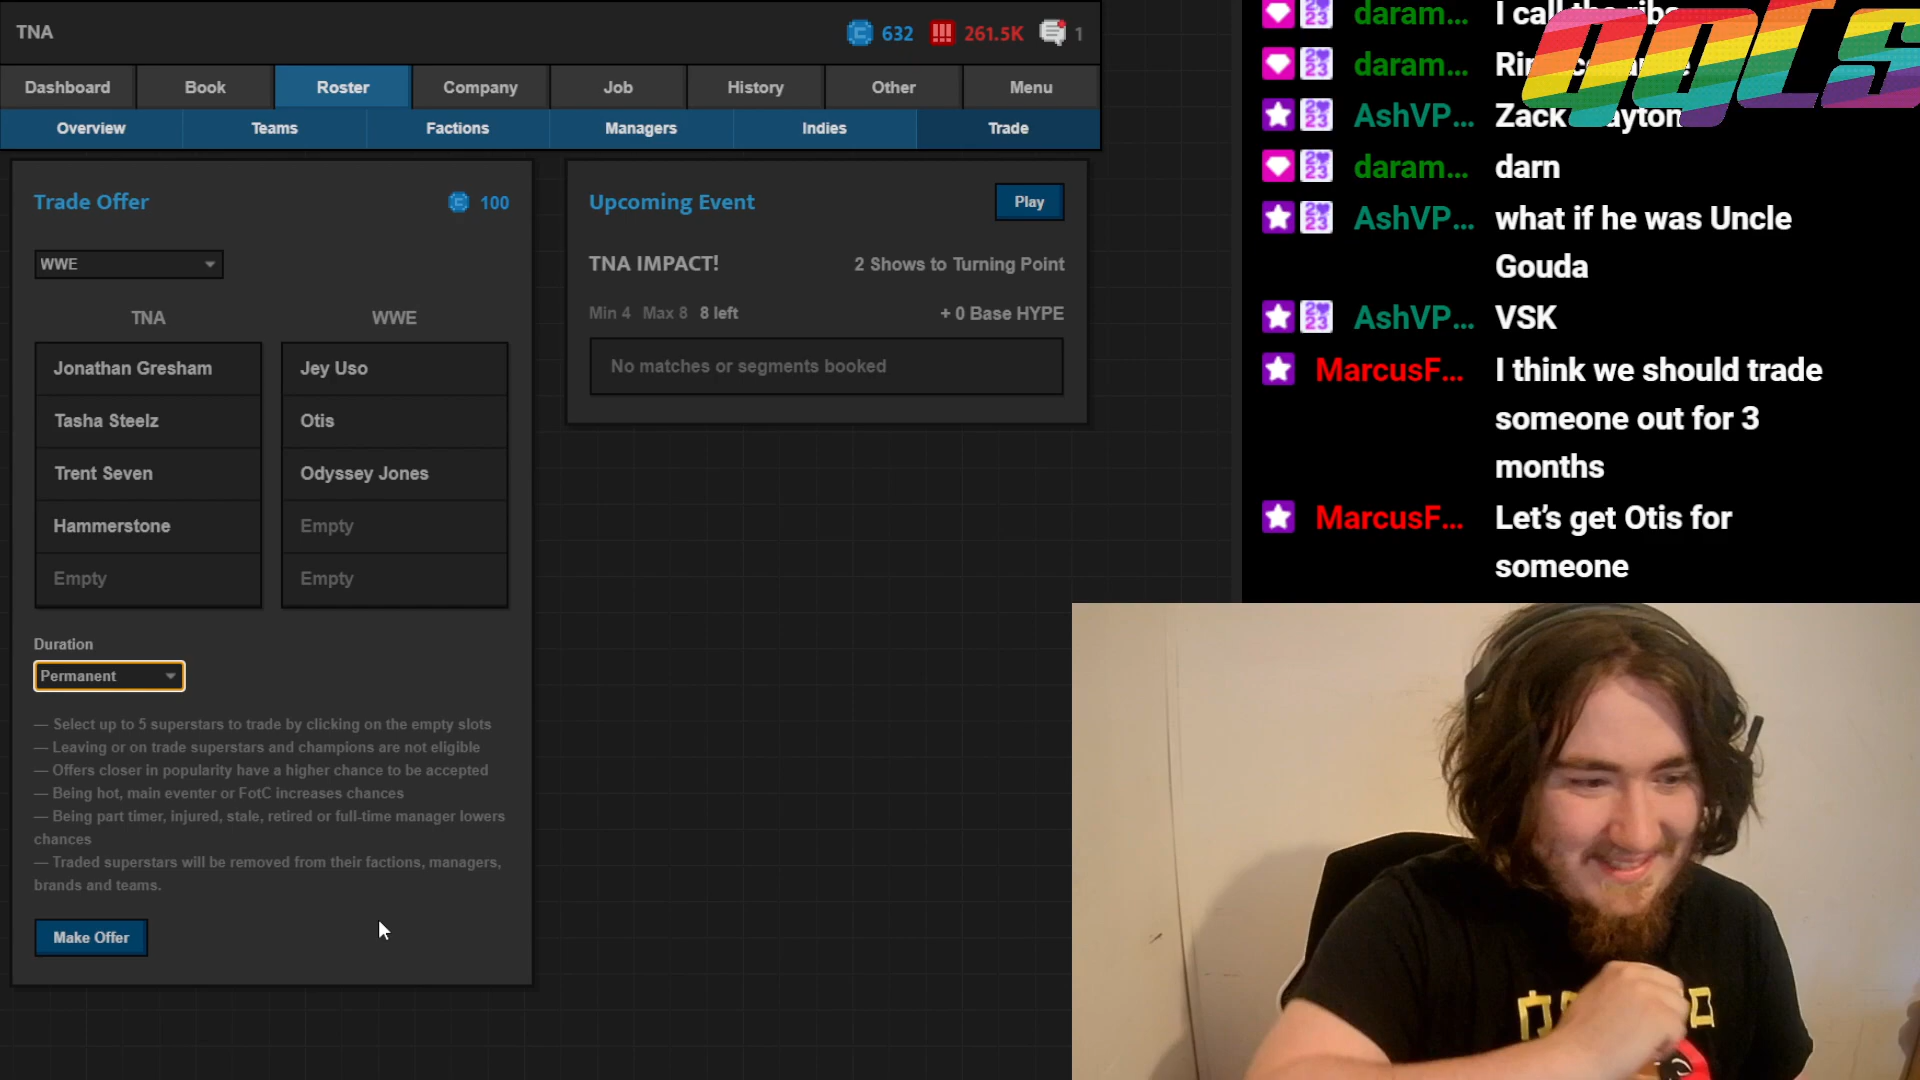 TNA
632
261.5K
1
Dashboard
Book
Roster
Company
Job
History
Other
Menu
Overview
Teams
Factions
Managers
Indies
Trade
Trade Offer
100
WWE
TNA
WWE
Jonathan Gresham
Jey Uso
Tasha Steelz
Otis
Trent Seven
Odyssey Jones
Hammerstone
Empty
Empty
Empty
Duration
Permanent
— Select up to 5 superstars to trade by clicking on the empty slots
— Leaving or on trade superstars and champions are not eligible
— Offers closer in popularity have a higher chance to be accepted
— Being hot, main eventer or FotC increases chances
— Being part timer, injured, stale, retired or full-time manager lowers
chances
— Traded superstars will be removed from their factions, managers,
brands and teams.
Make Offer
Upcoming Event
Play
TNA IMPACT!
2 Shows to Turning Point
Min 4 Max 8 8 left
+ 0 Base HYPE
No matches or segments booked
daram... I call the ribs
daram...
AshVP... Zack
daram... darn
AshVP... what if he was Uncle
Gouda
AshVP... VSK
MarcusF... I think we should trade
someone out for 3
months
MarcusF... Let's get Otis for
someone